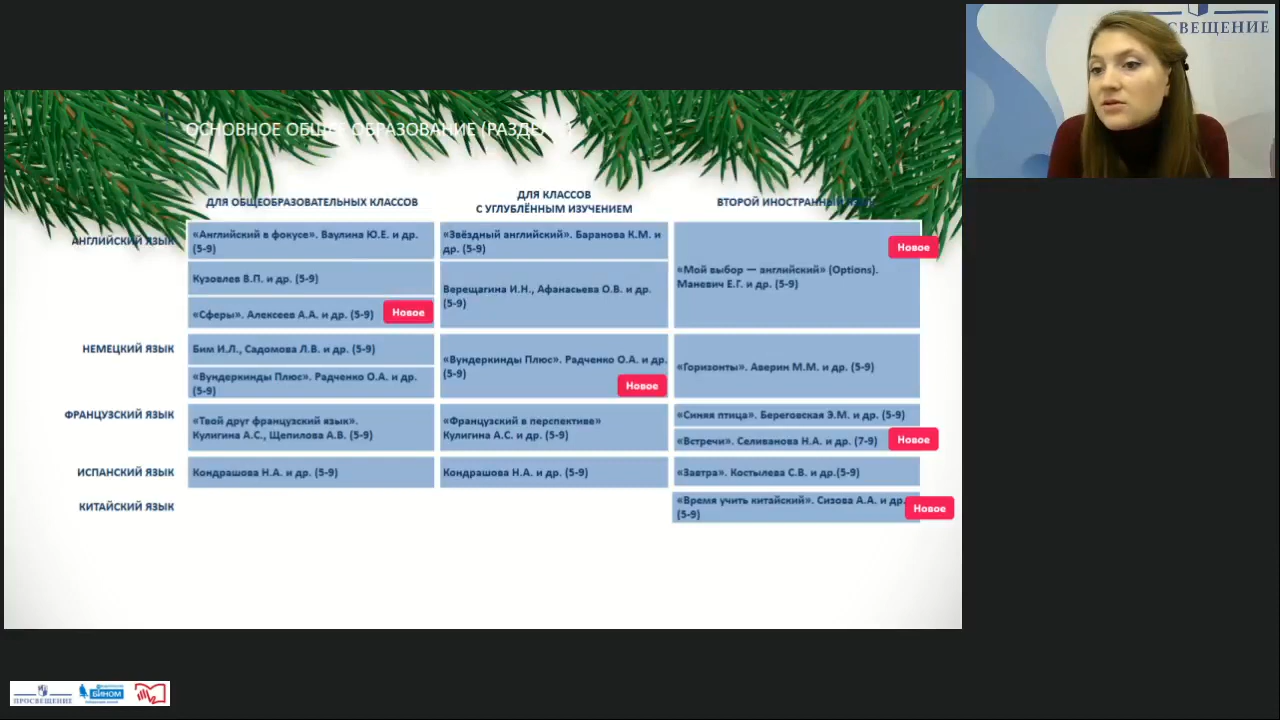 СВЕЩЕНИЕ
ОСНОВНОЕ ОБЩЕЕ ОБРАЗОВАНИЕ
ДЛЯ ОБЩЕОБРАЗОВАТЕЛЬНЫХ КЛАССОВ
ДЛЯ КЛАССОВ
С УГЛУБЛЁННЫМ ИЗУЧЕНИЕМ
ВТОРОЙ ИНОСТРАННЫЙ
АНГЛИЙСКИЙ ЯЗЫК
«Английский в фокусе». Ваулина Ю.Е. и др.
(5-9)
Кузовлев В.П. и др. (5-9)
«Сферы». Алексеев А.А. и др. (5-9)
Новое
«Звёздный английский». Баранова К.М. и
др. (5-9)
Верещагина И.Н., Афанасьева О.В. и др.
(5-9)
«Мой выбор — английский» (Options).
Маневич Е.Г. и др. (5-9)
Новое
НЕМЕЦКИЙ ЯЗЫК
Бим И.Л., Садомова Л.В. и др. (5-9)
«Вундеркинды Плюс». Радченко О.А. и др.
(5-9)
«Вундеркинды Плюс». Радченко О.А. и др.
(5-9)
Новое
«Горизонты». Аверин М.М. и др. (5-9)
ФРАНЦУЗСКИЙ ЯЗЫК
«Твой друг французский язык».
Кулигина А.С., Щепилова А.В. (5-9)
«Французский в перспективе»
Кулигина А.С. и др. (5-9)
«Синяя птица». Береговская Э.М. и др. (5-9)
«Встречи». Селиванова Н.А. и др. (7-9)
Новое
ИСПАНСКИЙ ЯЗЫК
Кондрашова Н.А. и др. (5-9)
Кондрашова Н.А. и др. (5-9)
«Завтра». Костылева С.В. и др.(5-9)
КИТАЙСКИЙ ЯЗЫК
«Время учить китайский». Сизова А.А. и др.
(5-9)
Новое
ПРОСВЕЩЕНИЕ
БИНОМ